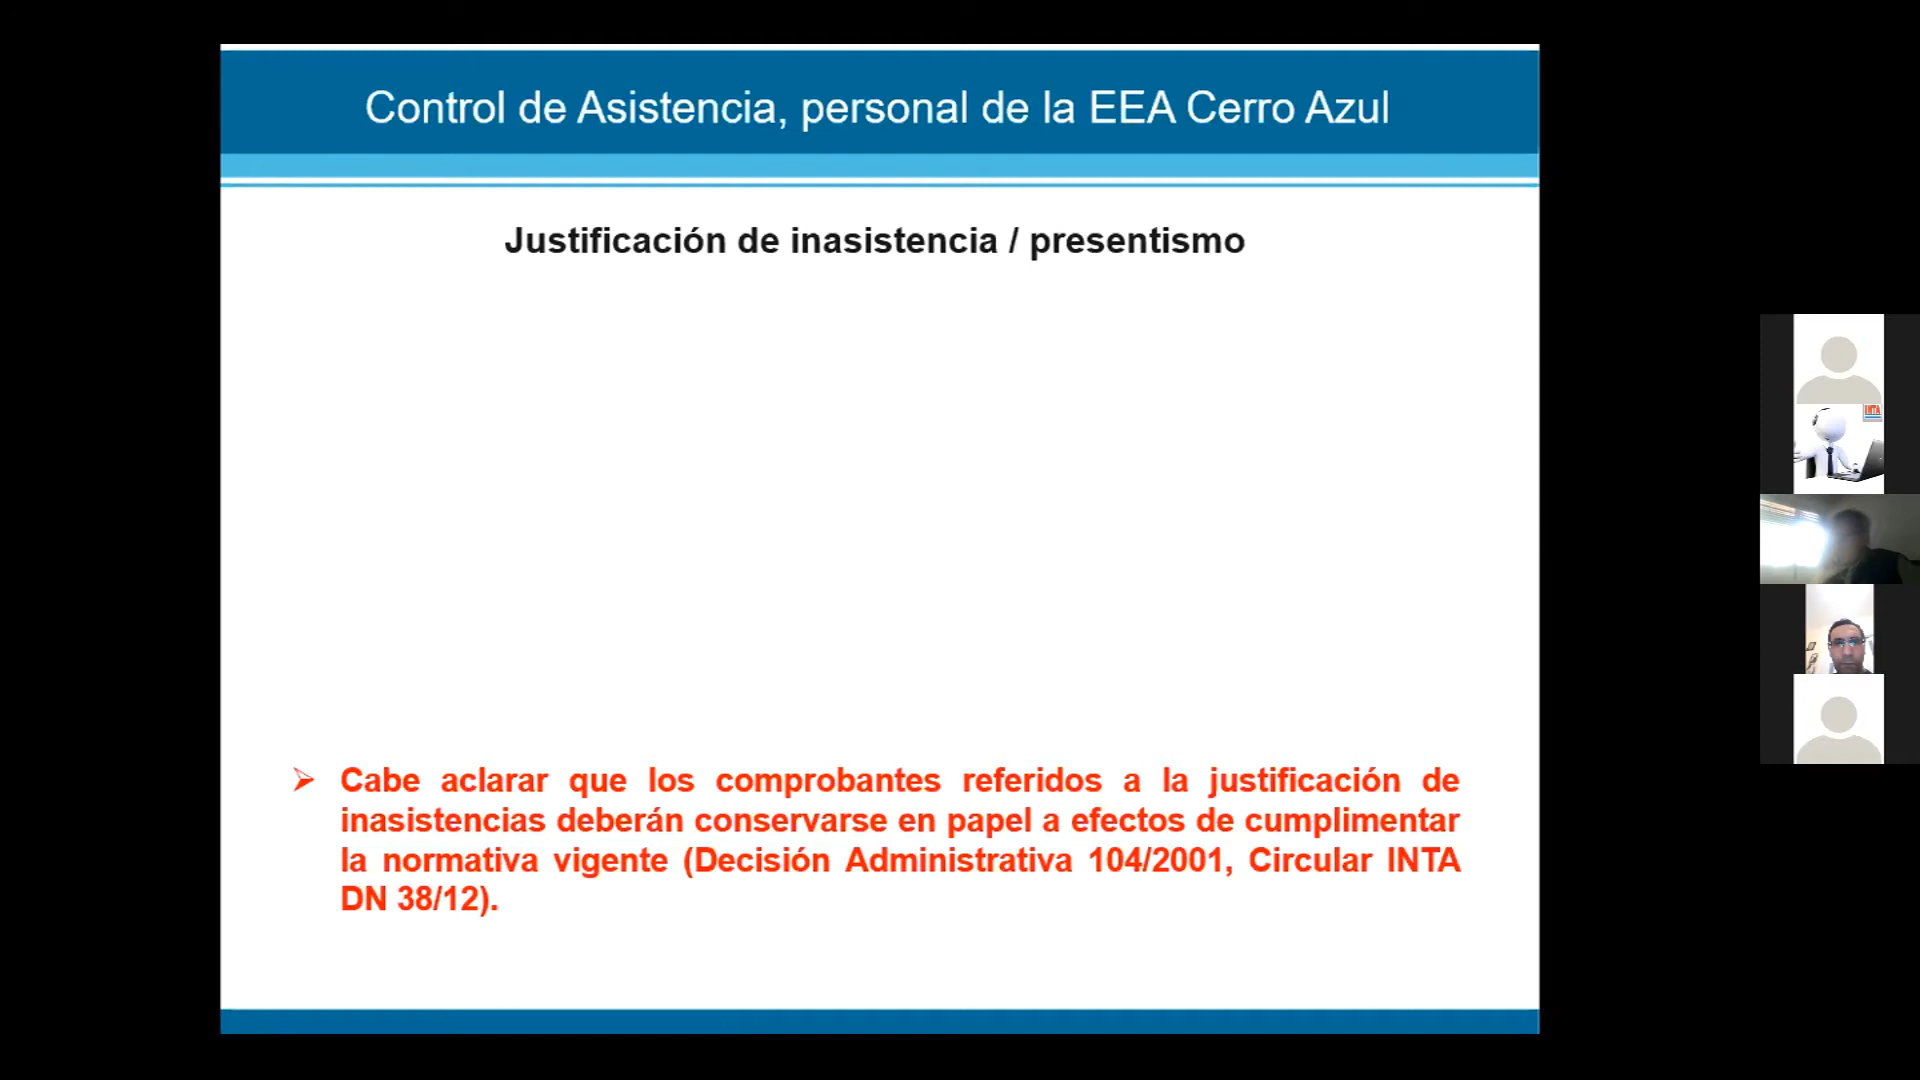 Control de Asistencia, personal de la EEA Cerro Azul
Justificación de inasistencia / presentismo
Cabe aclarar que los comprobantes referidos a la justificación de
inasistencias deberán conservarse en papel a efectos de cumplimentar
la normativa vigente (Decisión Administrativa 104/2001, Circular INTA
DN 38/12).